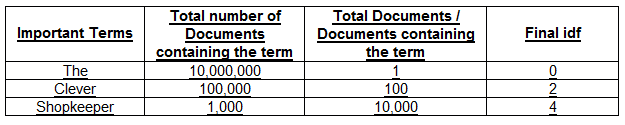 Important Terms
Total number of
Documents
containing the term
Total Documents /
Documents containing
the term
Final idf
The 10,000,000 1 0
Clever 100,000 100 2
Shopkeeper 1,000 10,000 4